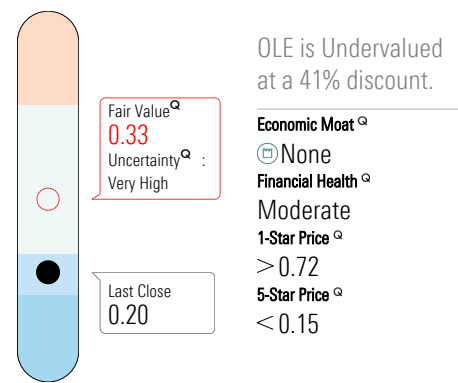 OLE is Undervalued
at a 41% discount.
Fair Value Q
0.33
Uncertainty Q :
Very High
Last Close
0.20
Economic Moat Q
None
Financial Health Q
Moderate
1-Star Price Q
>0.72
5-Star Price Q
<0.15